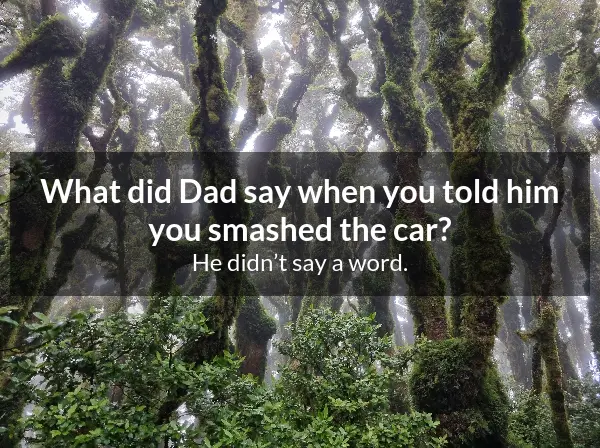 What did Dad say when you told him
you smashed the car?
He didn’t say a word.